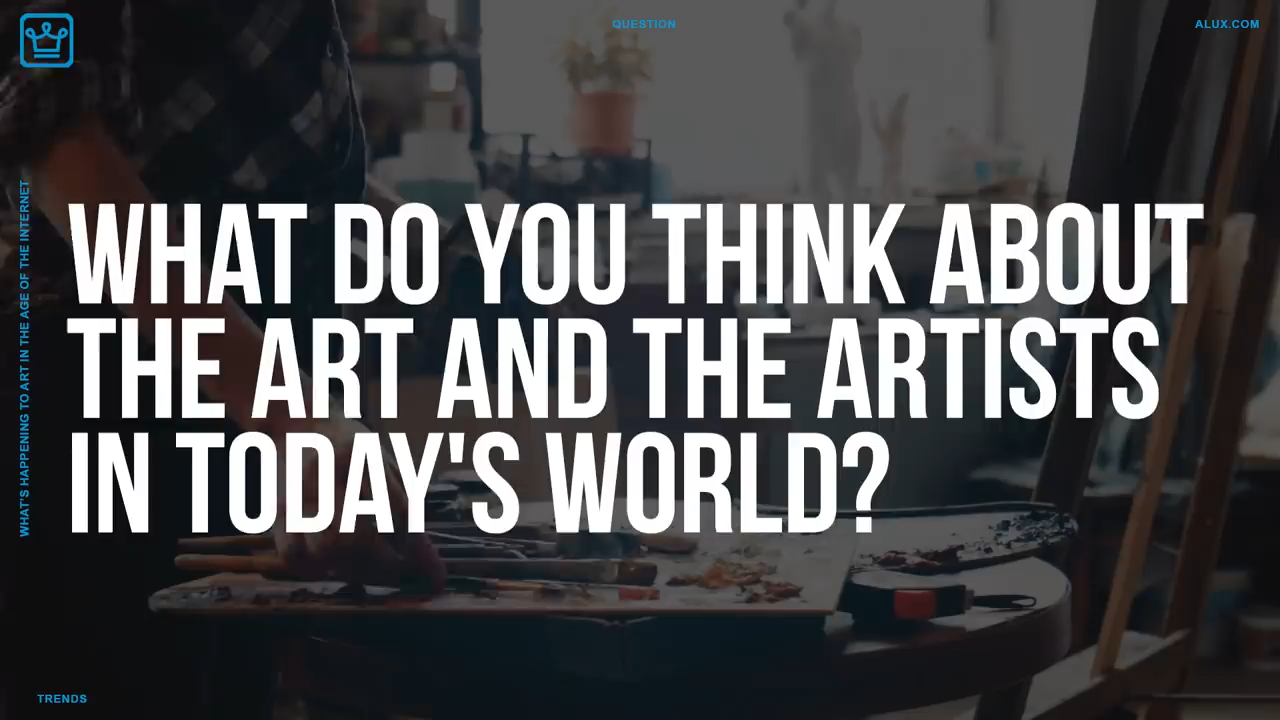 QUESTION
ALUX.COM
WHAT'S HAPPENING TO ART IN THE AGE OF THE INTERNET
WHAT DO YOU THINK ABOUT
THE ART AND THE ARTISTS
IN TODAY'S WORLD?
TRENDS